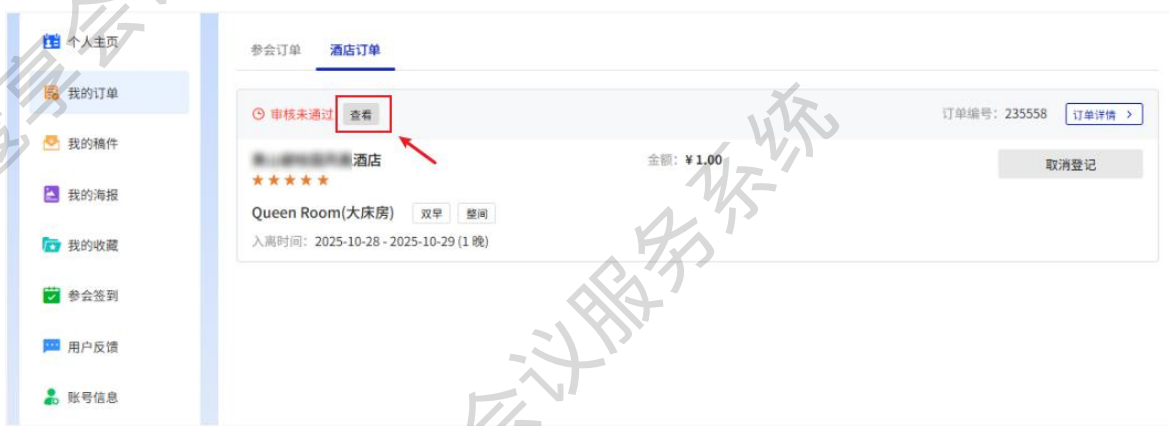 个人主页
我的订单
我的稿件
我的海报
我的收藏
参会签到
用户反馈
账号信息
参会订单 酒店订单
审核未通过 查看 订单编号：235558 订单详情 >
酒店 金额：¥1.00 取消登记
Queen Room(大床房) 双早 整间
入离时间：2025-10-28 - 2025-10-29 (1 晚)
享会
会议服务系统